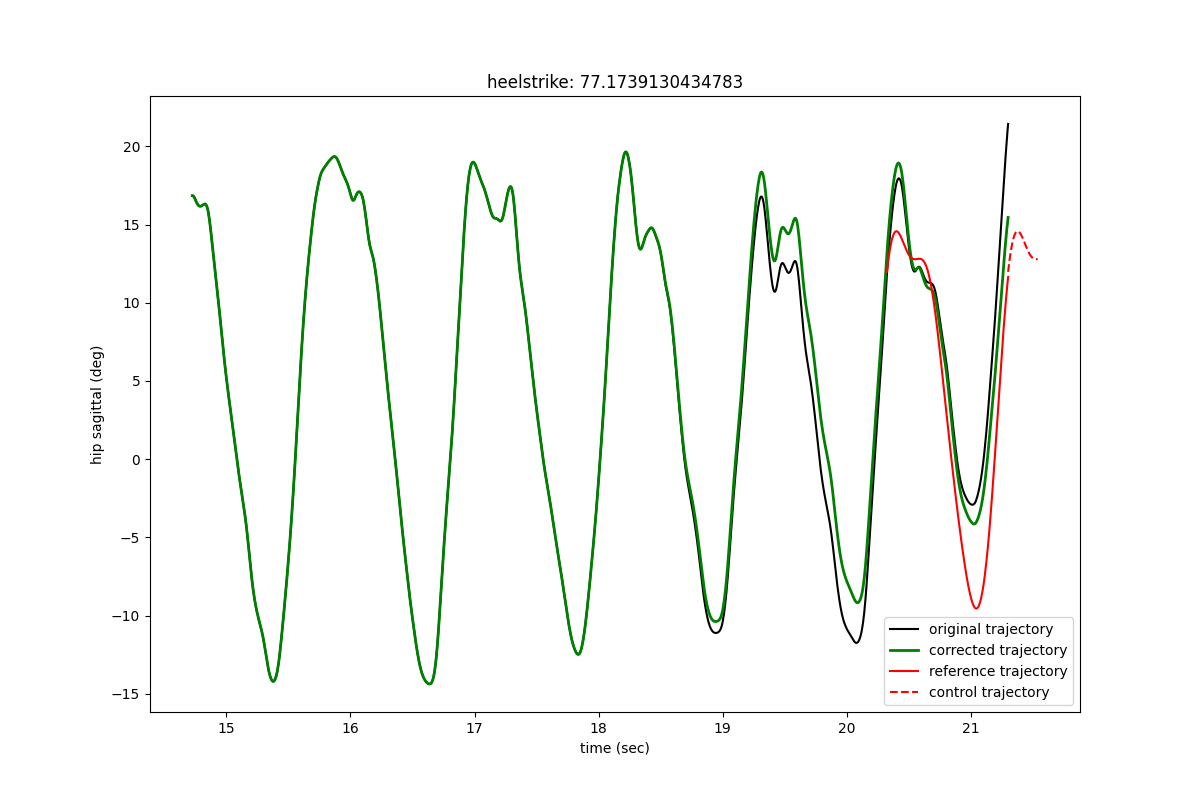 heelstrike: 77.1739130434783
20
15
10
5
0
−5
−10
−15
hip sagittal (deg)
original trajectory
corrected trajectory
reference trajectory
control trajectory
15 16 17 18 19 20 21
time (sec)